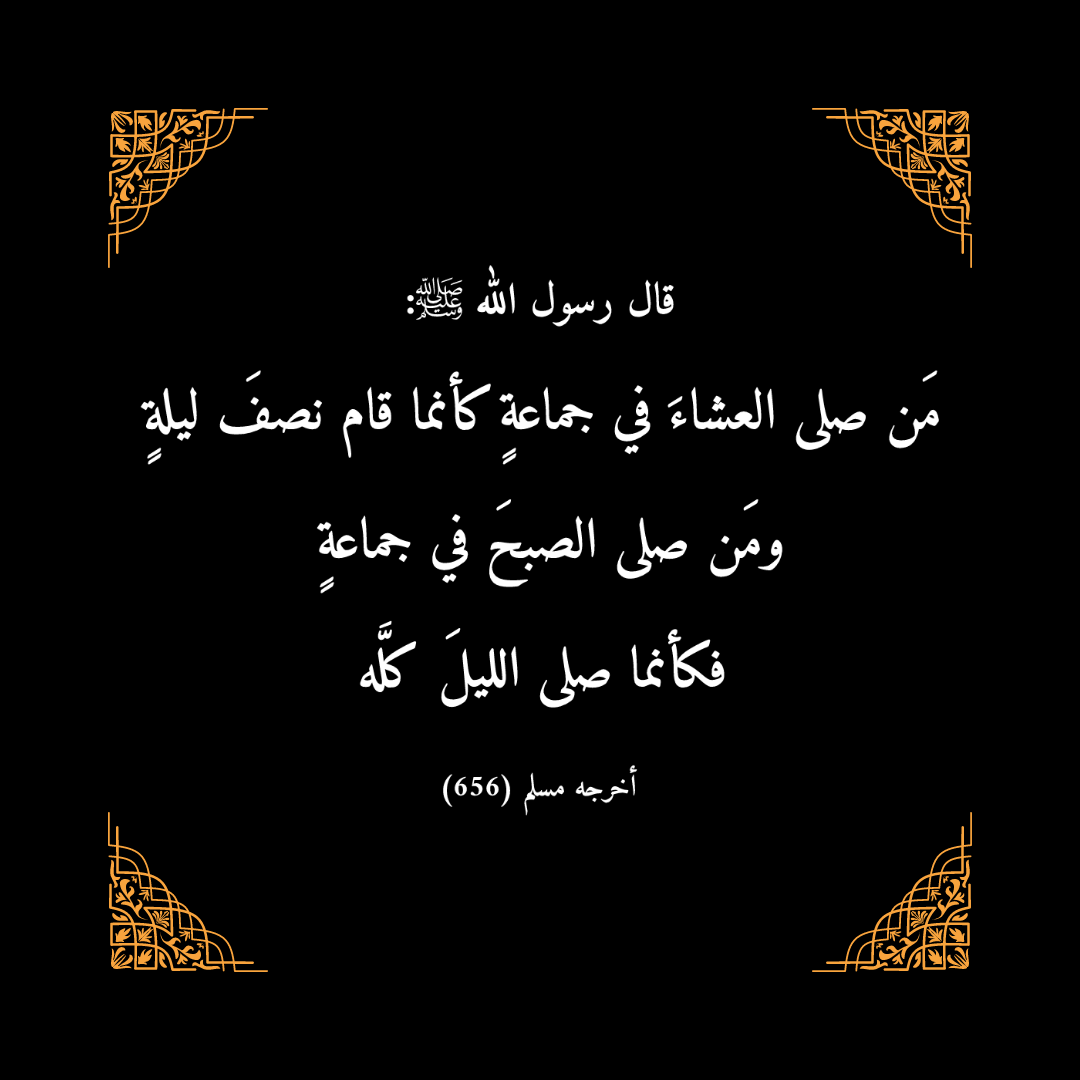 قال رسول الله ﷺ:
مَن صلى العشاءَ في جماعةٍ كأنما قام نصفَ ليلةٍ
ومَن صلى الصبحَ في جماعةٍ
فكأنما صلى الليلَ كلَّه
أخرجه مسلم (656)